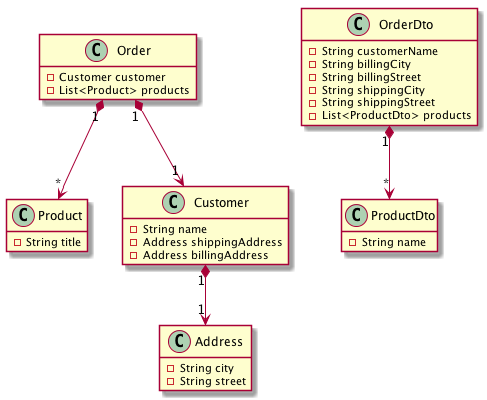 C Order
Customer customer
List<Product> products
1
1
*
1
C Product
String title
C Customer
String name
Address shippingAddress
Address billingAddress
1
1
C Address
String city
String street
C OrderDto
String customerName
String billingCity
String billingStreet
String shippingCity
String shippingStreet
List<ProductDto> products
1
*
C ProductDto
String name